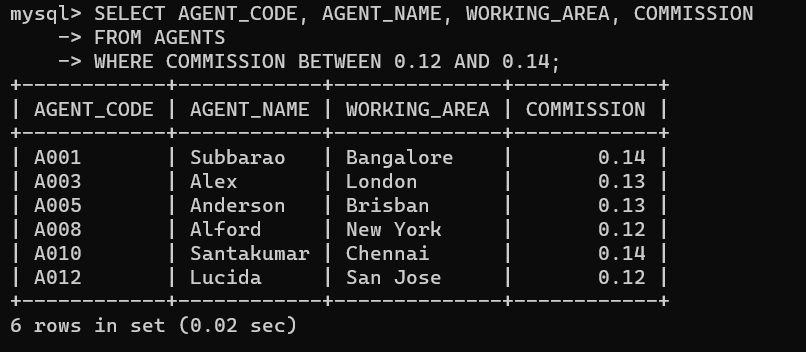 mysql> SELECT AGENT_CODE, AGENT_NAME, WORKING_AREA, COMMISSION
    -> FROM AGENTS
    -> WHERE COMMISSION BETWEEN 0.12 AND 0.14;
+------------+------------+--------------+------------+
| AGENT_CODE | AGENT_NAME | WORKING_AREA | COMMISSION |
+------------+------------+--------------+------------+
| A001       | Subbarao   | Bangalore    |       0.14 |
| A003       | Alex       | London       |       0.13 |
| A005       | Anderson   | Brisban      |       0.13 |
| A008       | Alford     | New York     |       0.12 |
| A010       | Santakumar | Chennai      |       0.14 |
| A012       | Lucida     | San Jose     |       0.12 |
+------------+------------+--------------+------------+
6 rows in set (0.02 sec)